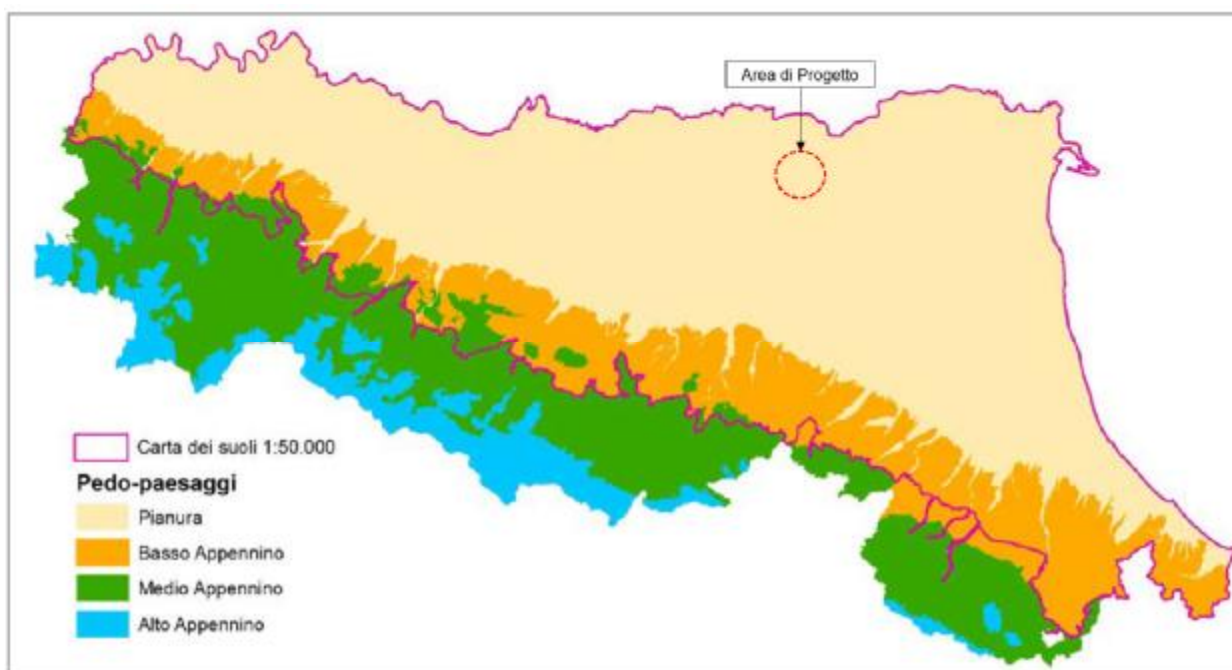 Area di Progetto
Carta dei suoli 1:50.000
Pedo-paesaggi
Pianura
Basso Appennino
Medio Appennino
Alto Appennino